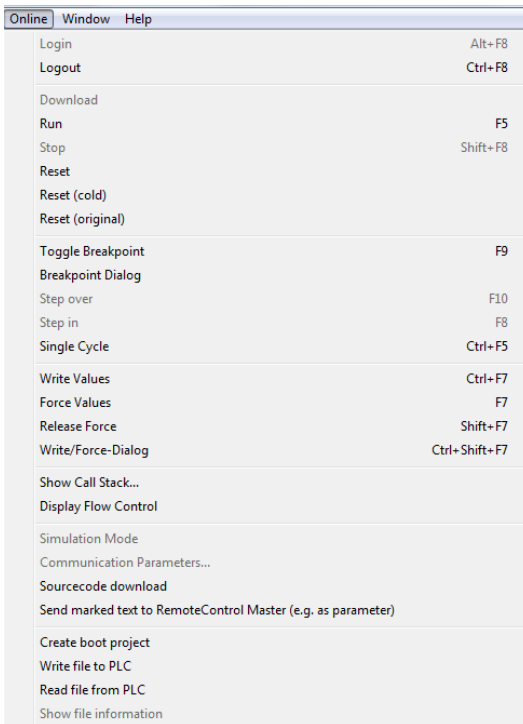 Online Window Help
Login Alt+F8
Logout Ctrl+F8
Download
Run F5
Stop Shift+F8
Reset
Reset (cold)
Reset (original)
Toggle Breakpoint F9
Breakpoint Dialog
Step over F10
Step in F8
Single Cycle Ctrl+F5
Write Values Ctrl+F7
Force Values F7
Release Force Shift+F7
Write/Force-Dialog Ctrl+Shift+F7
Show Call Stack...
Display Flow Control
Simulation Mode
Communication Parameters...
Sourcecode download
Send marked text to RemoteControl Master (e.g. as parameter)
Create boot project
Write file to PLC
Read file from PLC
Show file information